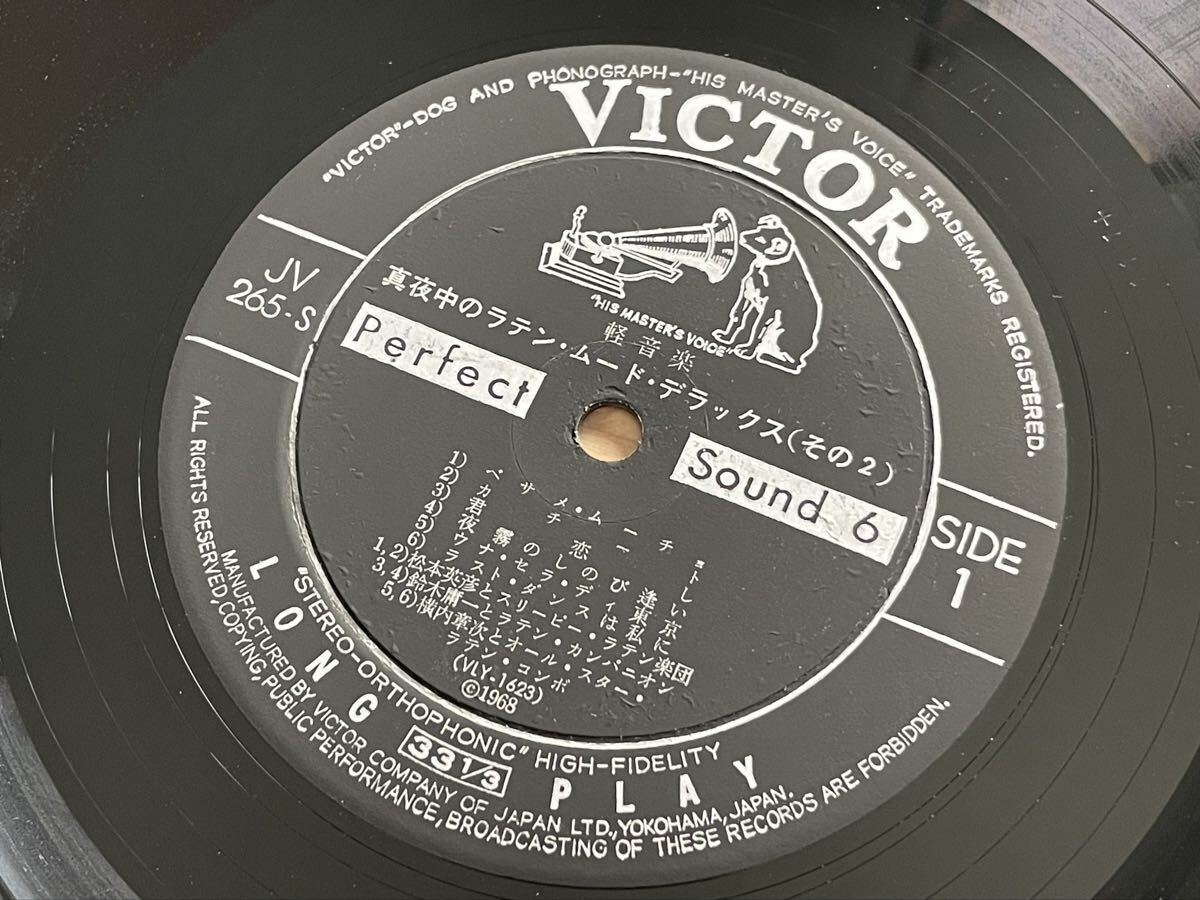 "VICTOR"-DOG AND PHONOGRAPH-"HIS MASTER'S VOICE" TRADEMARKS REGISTERED.
VICTOR
"HIS MASTER'S VOICE"
軽音楽
真夜中のラテン・ムード・デラックス(その2)
JV
265-S
Perfect
Sound 6
SIDE
1
1) ベサメ・ムーチョ
2) カチート
3) 君恋し
4) 夜霧のしのび逢い
5) ウナ・セラ・ディ東京
6) ラスト・ダンスは私に
1,2) 松本英彦とスリーピー・ラテン楽団
3,4) 鈴木庸一とラテン・カンパニオン
5,6) 横内章次とオール・スター・
ラテン・コンボ
(VLY-1623)
©1968
"STEREO-ORTHOPHONIC" HIGH-FIDELITY
LONG 33 1/3 PLAY
MANUFACTURED BY VICTOR COMPANY OF JAPAN LTD., YOKOHAMA, JAPAN.
ALL RIGHTS RESERVED, COPYING, PUBLIC PERFORMANCE, BROADCASTING OF THESE RECORDS ARE FORBIDDEN.